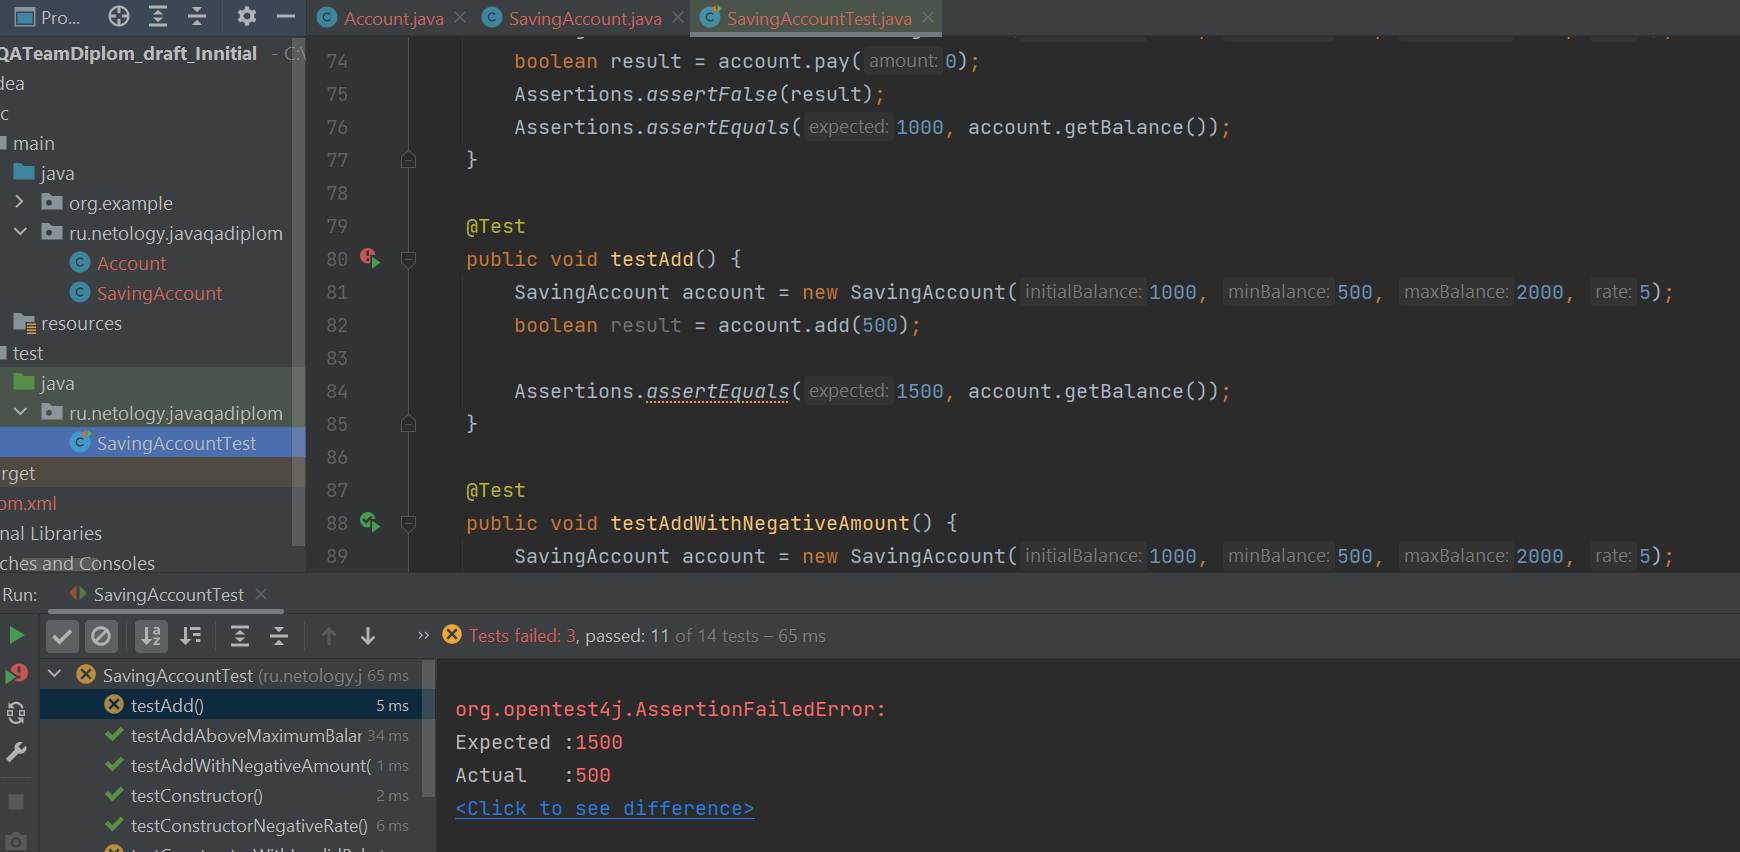 Pro...
Account.java
SavingAccount.java
SavingAccountTest.java
QATeamDiplom_draft_Innitial - C:\
dea
c
main
java
org.example
ru.netology.javaqadiplom
Account
SavingAccount
resources
test
java
ru.netology.javaqadiplom
SavingAccountTest
rget
om.xml
nal Libraries
ches and Consoles
74 boolean result = account.pay( amount: 0);
75 Assertions.assertFalse(result);
76 Assertions.assertEquals( expected: 1000, account.getBalance());
77 }
78
79 @Test
80 public void testAdd() {
81 SavingAccount account = new SavingAccount( initialBalance: 1000, minBalance: 500, maxBalance: 2000, rate: 5);
82 boolean result = account.add(500);
83
84 Assertions.assertEquals( expected: 1500, account.getBalance());
85 }
86
87 @Test
88 public void testAddWithNegativeAmount() {
89 SavingAccount account = new SavingAccount( initialBalance: 1000, minBalance: 500, maxBalance: 2000, rate: 5);
Run: SavingAccountTest
» Tests failed: 3, passed: 11 of 14 tests – 65 ms
SavingAccountTest (ru.netology.j 65 ms
testAdd() 5 ms
testAddAboveMaximumBalar 34 ms
testAddWithNegativeAmount( 1 ms
testConstructor() 2 ms
testConstructorNegativeRate() 6 ms
org.opentest4j.AssertionFailedError:
Expected :1500
Actual :500
<Click to see difference>